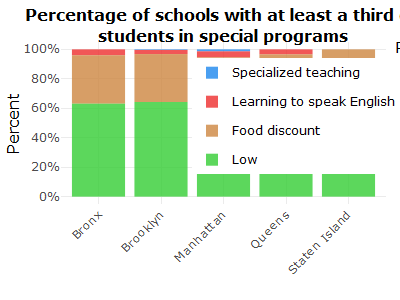 Percentage of schools with at least a third
students in special programs
Percent
100%
80%
60%
40%
20%
0%
Specialized teaching
Learning to speak English
Food discount
Low
Bronx
Brooklyn
Manhattan
Queens
Staten Island